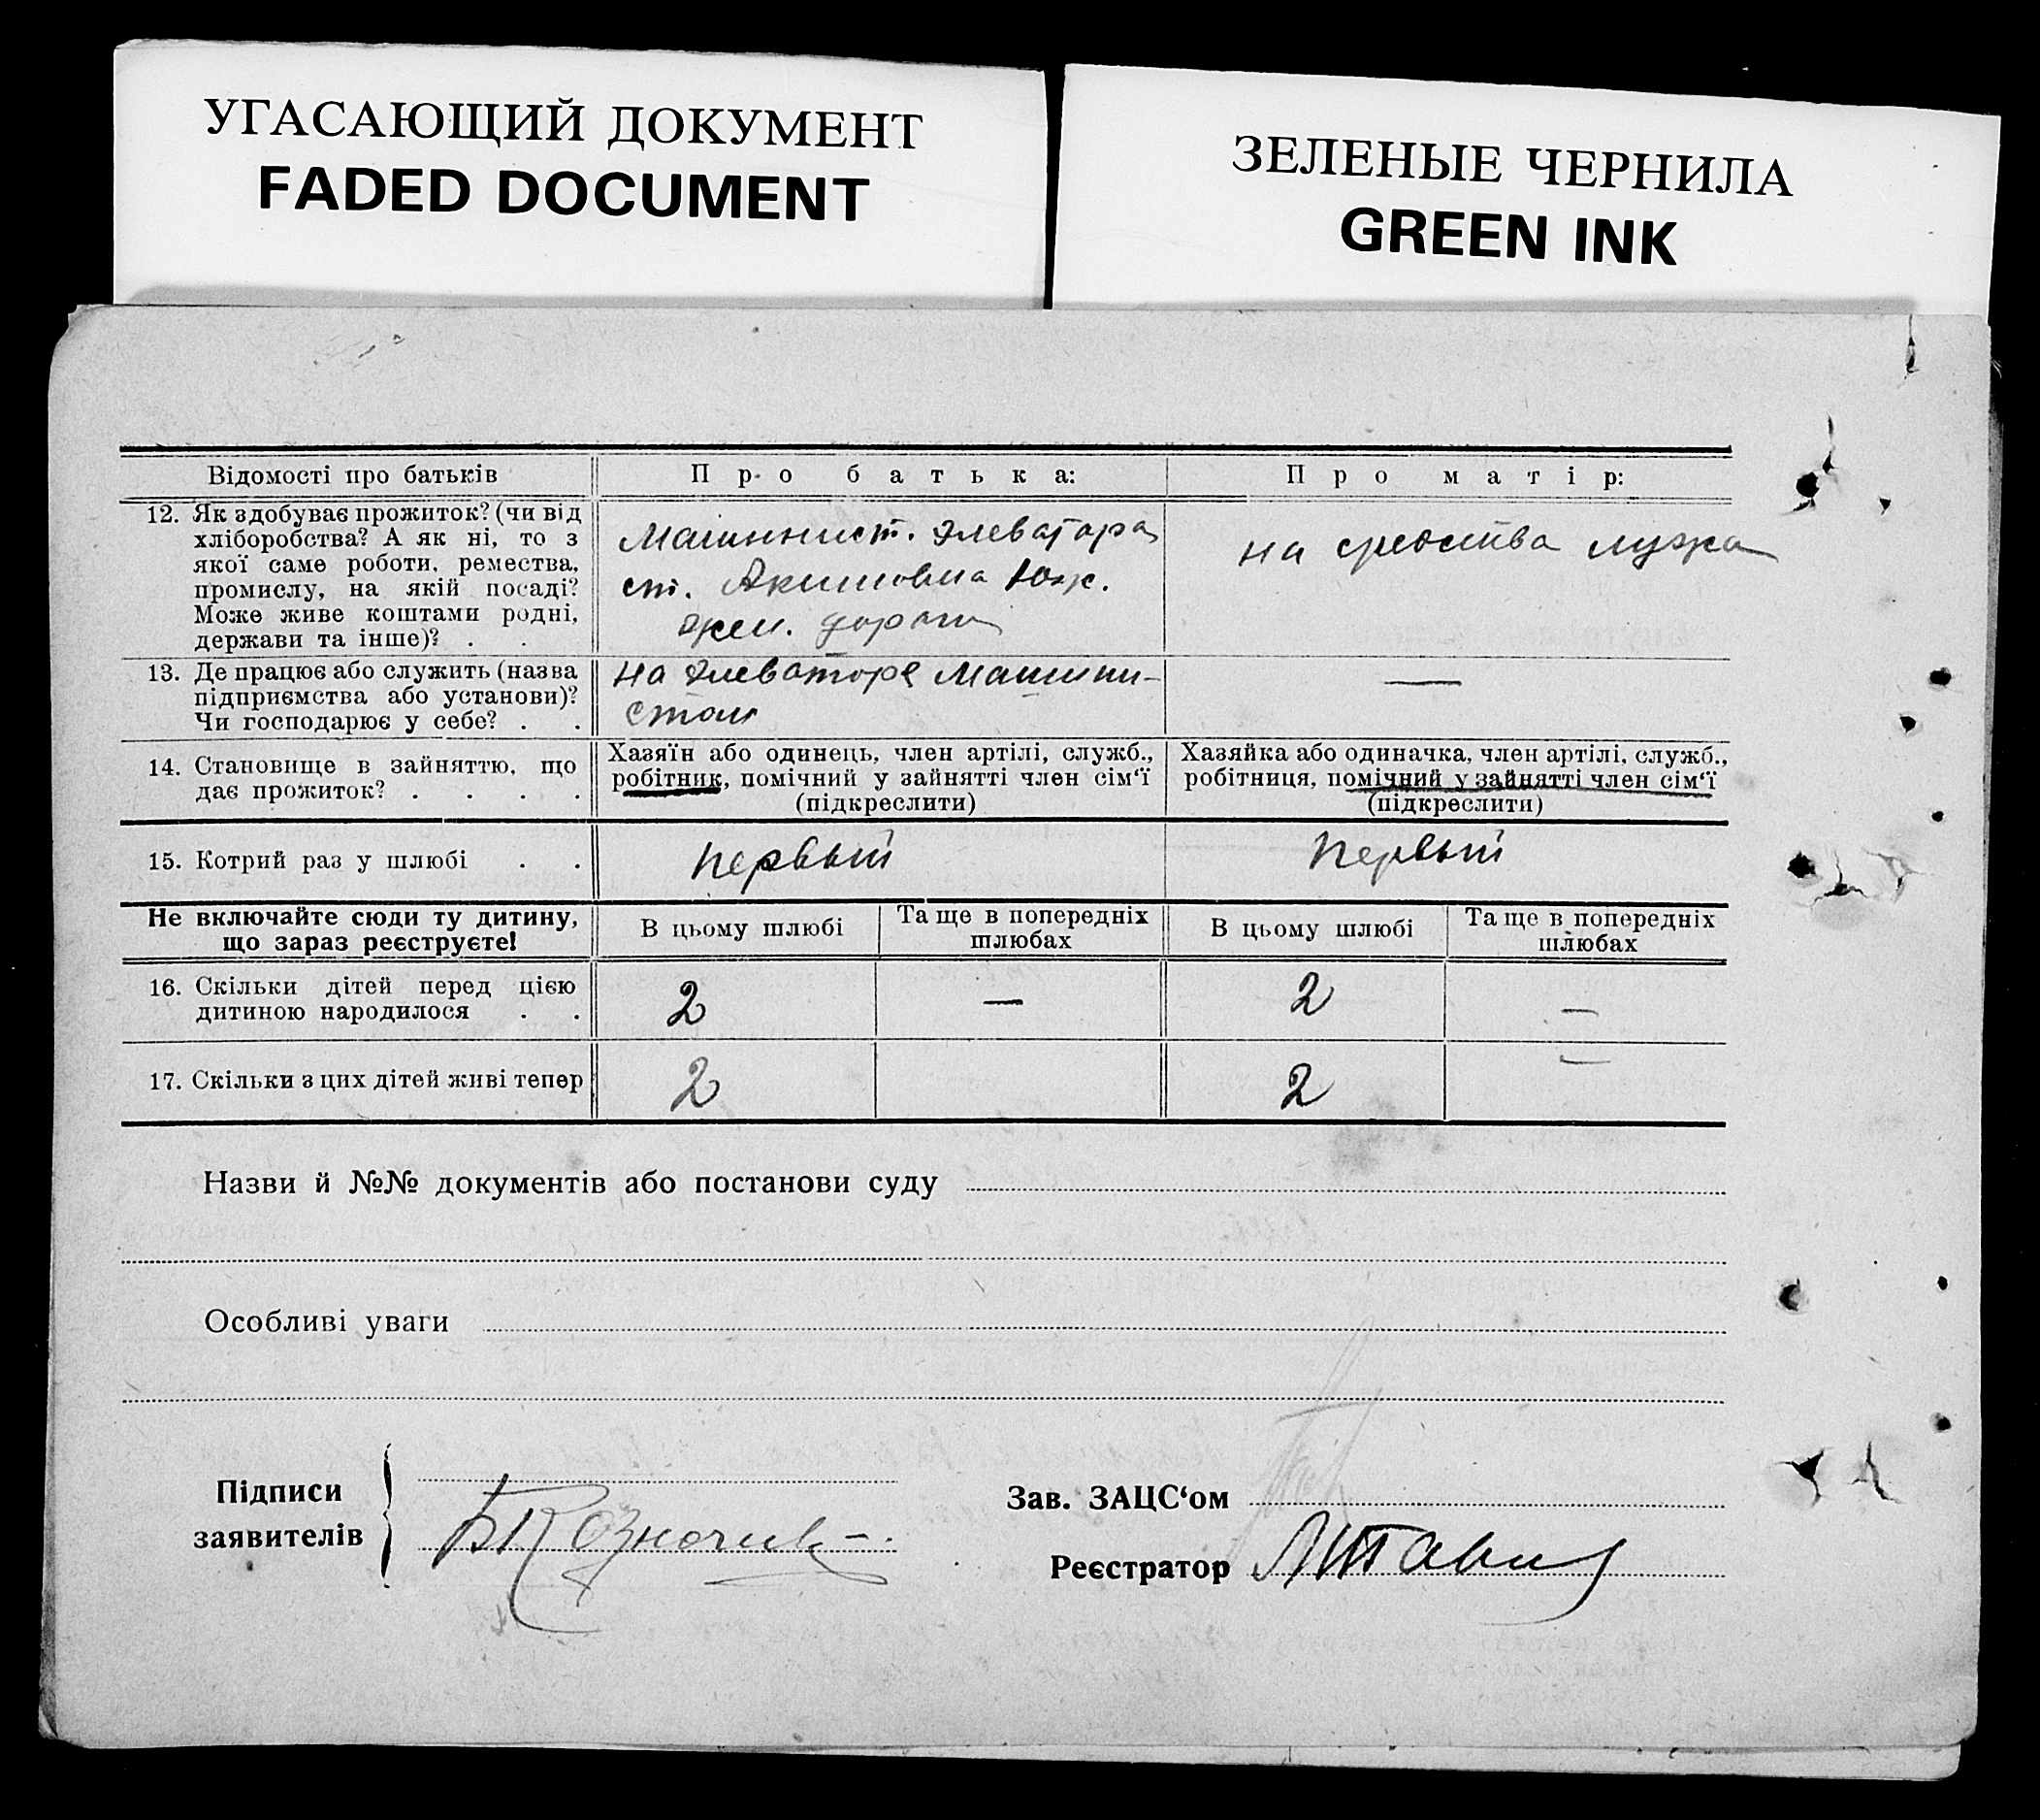 УГАСАЮЩИЙ ДОКУМЕНТ
FADED DOCUMENT
ЗЕЛЕНЫЕ ЧЕРНИЛА
GREEN INK
Відомості про батьків
Про батька:
Про матір:
12. Як здобуває прожиток? (чи від
хліборобства? А як ні, то з
якої саме роботи, ремества,
промислу, на якій посаді?
Може живе коштами родні,
держави та інше)? . .
Машинист. элеватора
ст. Акимовка Юж.
жел. дороги
на средства мужа
13. Де працює або служить (назва
підприємства або установи)?
Чи господарює у себе? . .
на элеваторе машини-
стом
—
14. Становище в зайняттю, що
дає прожиток? . . . .
Хазяїн або одинець, член артілі, служб.,
робітник, помічний у зайнятті член сім‘ї
(підкреслити)
Хазяйка або одиначка, член артілі, служб.,
робітниця, помічний у зайнятті член сім‘ї
(підкреслити)
15. Котрий раз у шлюбі . .
первый
первый
Не включайте сюди ту дитину,
що зараз реєструєте!
В цьому шлюбі
Та ще в попередніх
шлюбах
В цьому шлюбі
Та ще в попередніх
шлюбах
16. Скільки дітей перед цією
дитиною народилося . .
2
—
2
—
17. Скільки з цих дітей живі тепер
2
2
—
Назви й №№ документів або постанови суду
Особливі уваги
Підписи
заявителів
Зав. ЗАЦС‘ом
Реєстратор